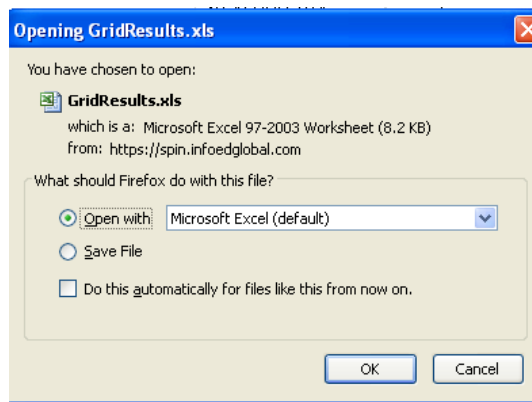 Opening GridResults.xls
You have chosen to open:
GridResults.xls
which is a: Microsoft Excel 97-2003 Worksheet (8.2 KB)
from: https://spin.infoedglobal.com
What should Firefox do with this file?
Open with Microsoft Excel (default)
Save File
Do this automatically for files like this from now on.
OK Cancel